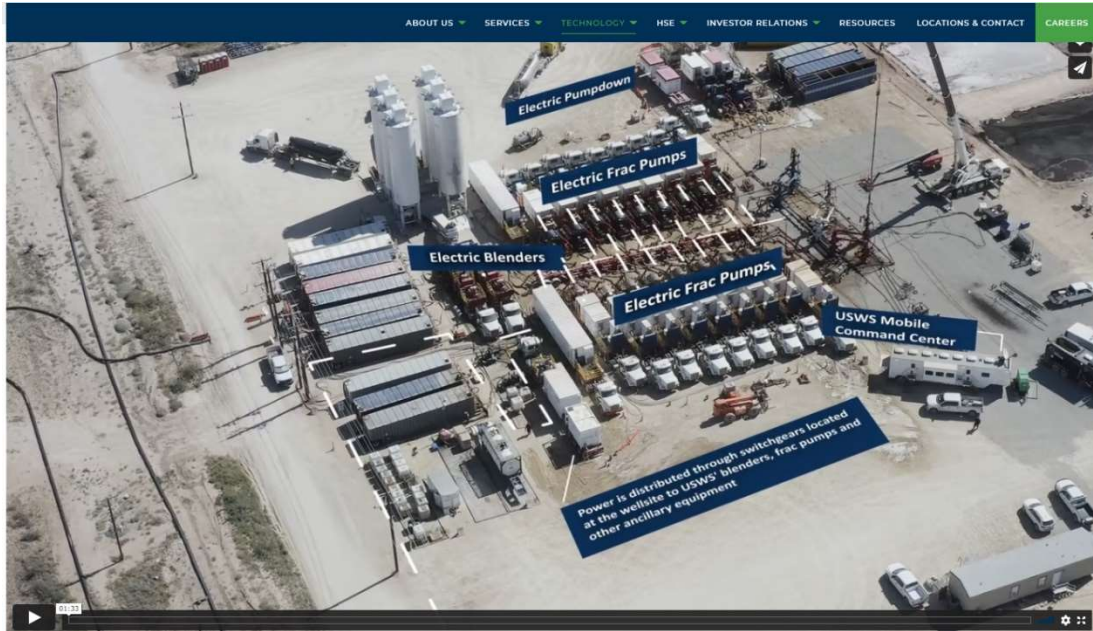 ABOUT US SERVICES TECHNOLOGY HSE INVESTOR RELATIONS RESOURCES LOCATIONS & CONTACT CAREERS
Electric Pumpdown
Electric Frac Pumps
Electric Blenders
Electric Frac Pumps
USWS Mobile
Command Center
Power is distributed through switchgears located
at the wellsite to USWS' blenders, frac pumps and
other ancillary equipment
01:33